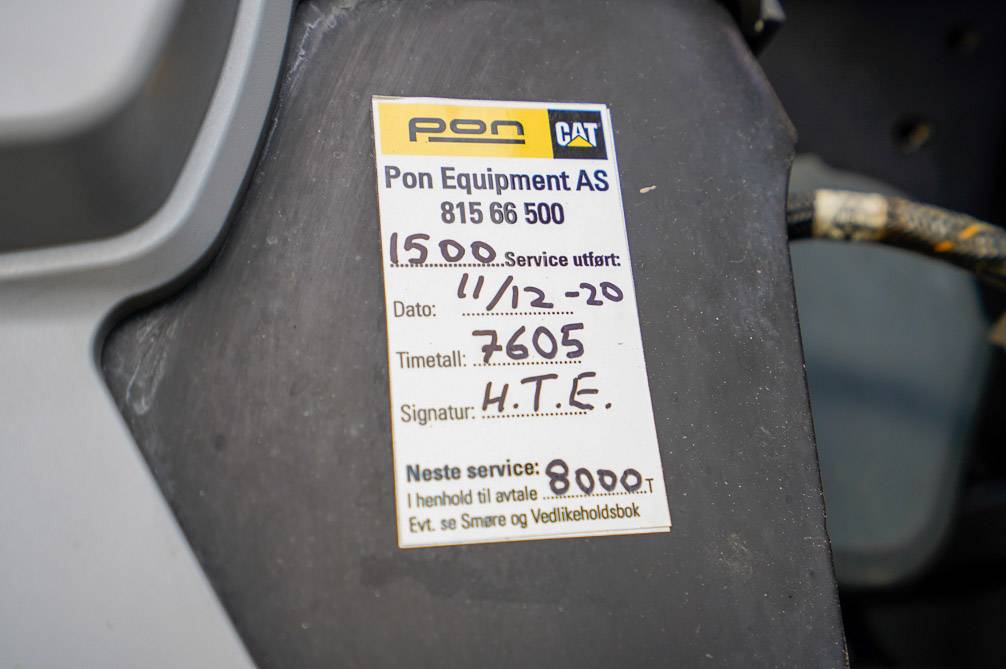 pon CAT
Pon Equipment AS
815 66 500
1500 Service utført:
Dato: 11/12-20
Timetall: 7605
Signatur: H.T.E.
Neste service: 8000 T
I henhold til avtale
Evt. se Smøre og Vedlikeholdsbok